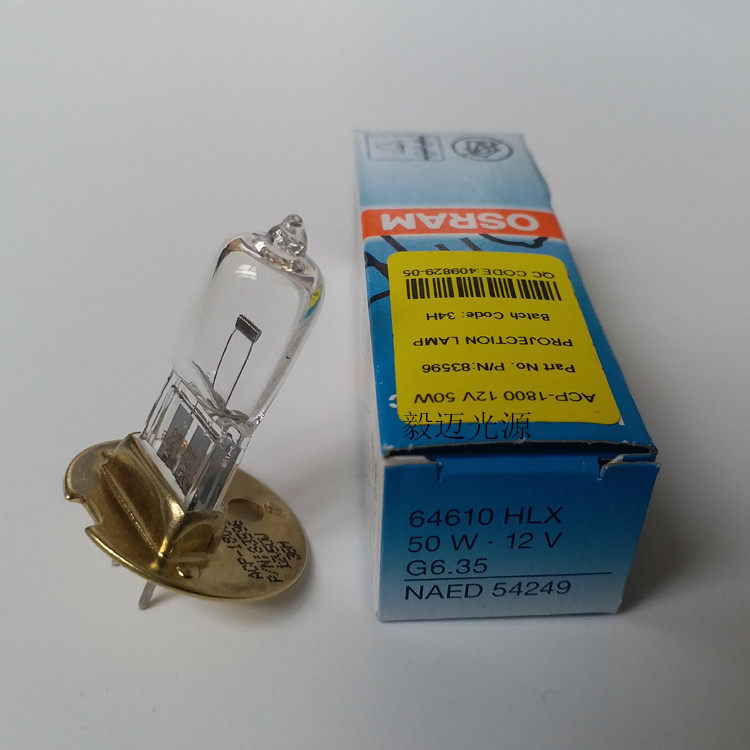 OSRAM
ACP-1800 12V 50W
Part No. P/N:83596
PROJECTION LAMP
Batch Code: 34H
QC CODE:409829-05
毅迈光源
64610 HLX
50 W · 12 V
G6.35
NAED 54249